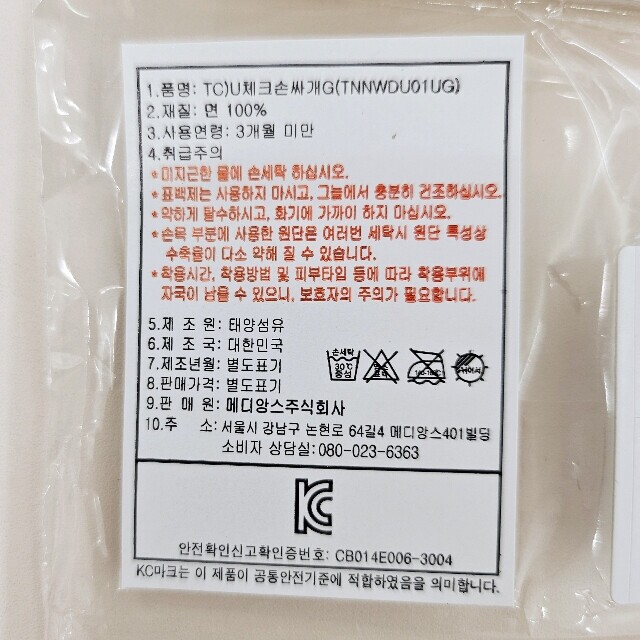 1.품명: TC)U체크손싸개G(TNNWDU01UG)
2.재질: 면 100%
3.사용연령: 3개월 미만
4.취급주의
*미지근한 물에 손세탁 하십시오.
*표백제는 사용하지 마시고, 그늘에서 충분히 건조하십시오.
*약하게 탈수하시고, 화기에 가까이 하지 마십시오.
*손목 부분에 사용한 원단은 여러번 세탁시 원단 특성상
수축율이 다소 약해 질 수 있습니다.
*착용시간, 착용방법 및 피부타입 등에 따라 착용부위에
자국이 남을 수 있으니, 보호자의 주의가 필요합니다.
5.제 조 원: 태양섬유
6.제 조 국: 대한민국
7.제조년월: 별도표기
8.판매가격: 별도표기
손세탁
30℃
중성
9.판 매 원: 메디앙스주식회사
10.주 소: 서울시 강남구 논현로 64길4 메디앙스401빌딩
소비자 상담실:080-023-6363
KC
안전확인신고확인증번호: CB014E006-3004
KC마크는 이 제품이 공통안전기준에 적합하였음을 의미합니다.